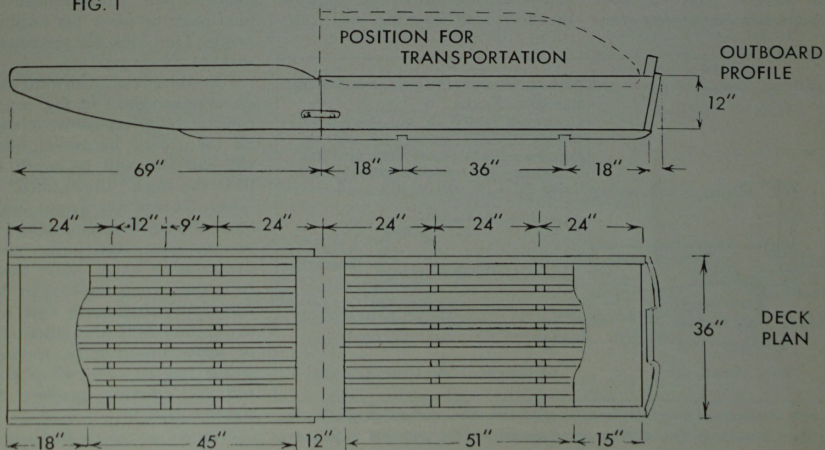 FIG. 1
POSITION FOR
TRANSPORTATION
OUTBOARD
PROFILE
12"
69"
18"
36"
18"
24"
12"
9"
24"
24"
24"
24"
36"
DECK
PLAN
18"
45"
12"
51"
15"